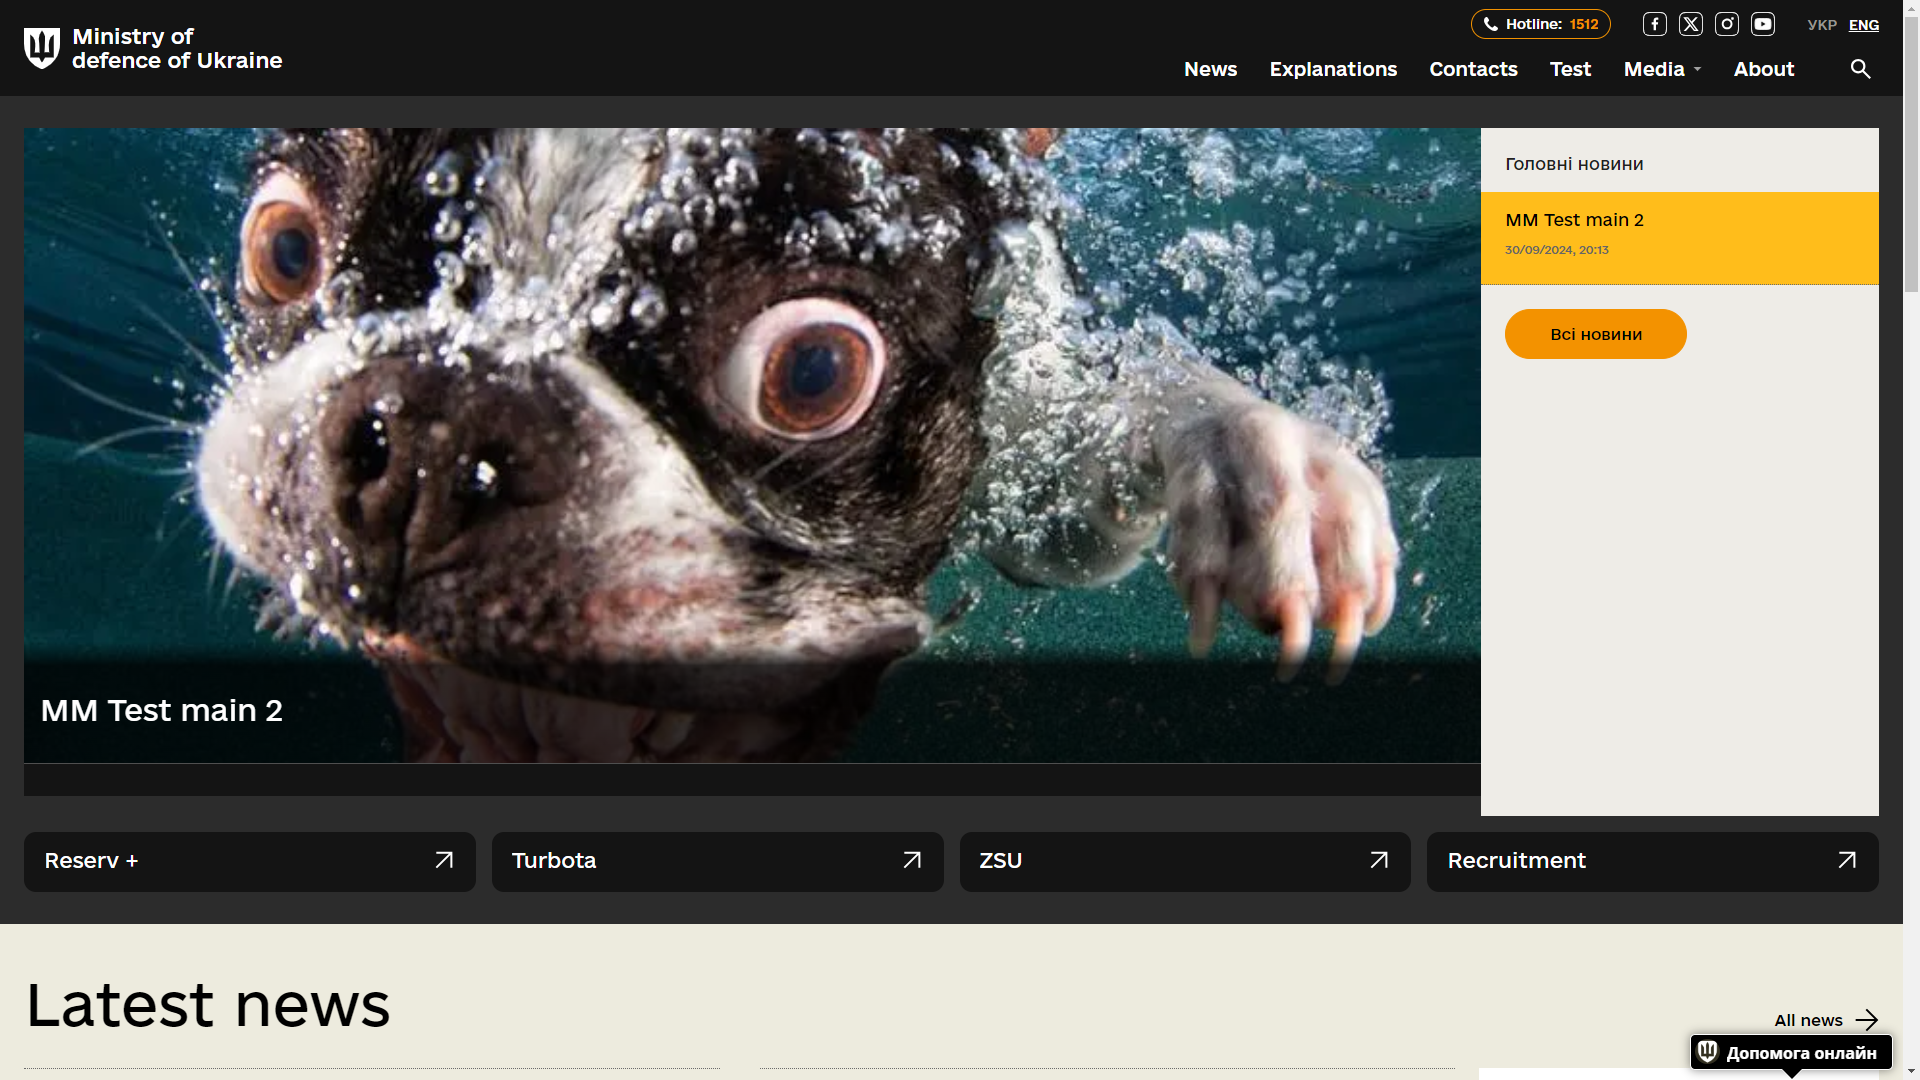 Ministry of
defence of Ukraine
Hotline: 1512
УКР ENG
News Explanations Contacts Test Media About
Головні новини
MM Test main 2
30/09/2024, 20:13
Всі новини
MM Test main 2
Reserv +
Turbota
ZSU
Recruitment
Latest news
All news
Допомога онлайн